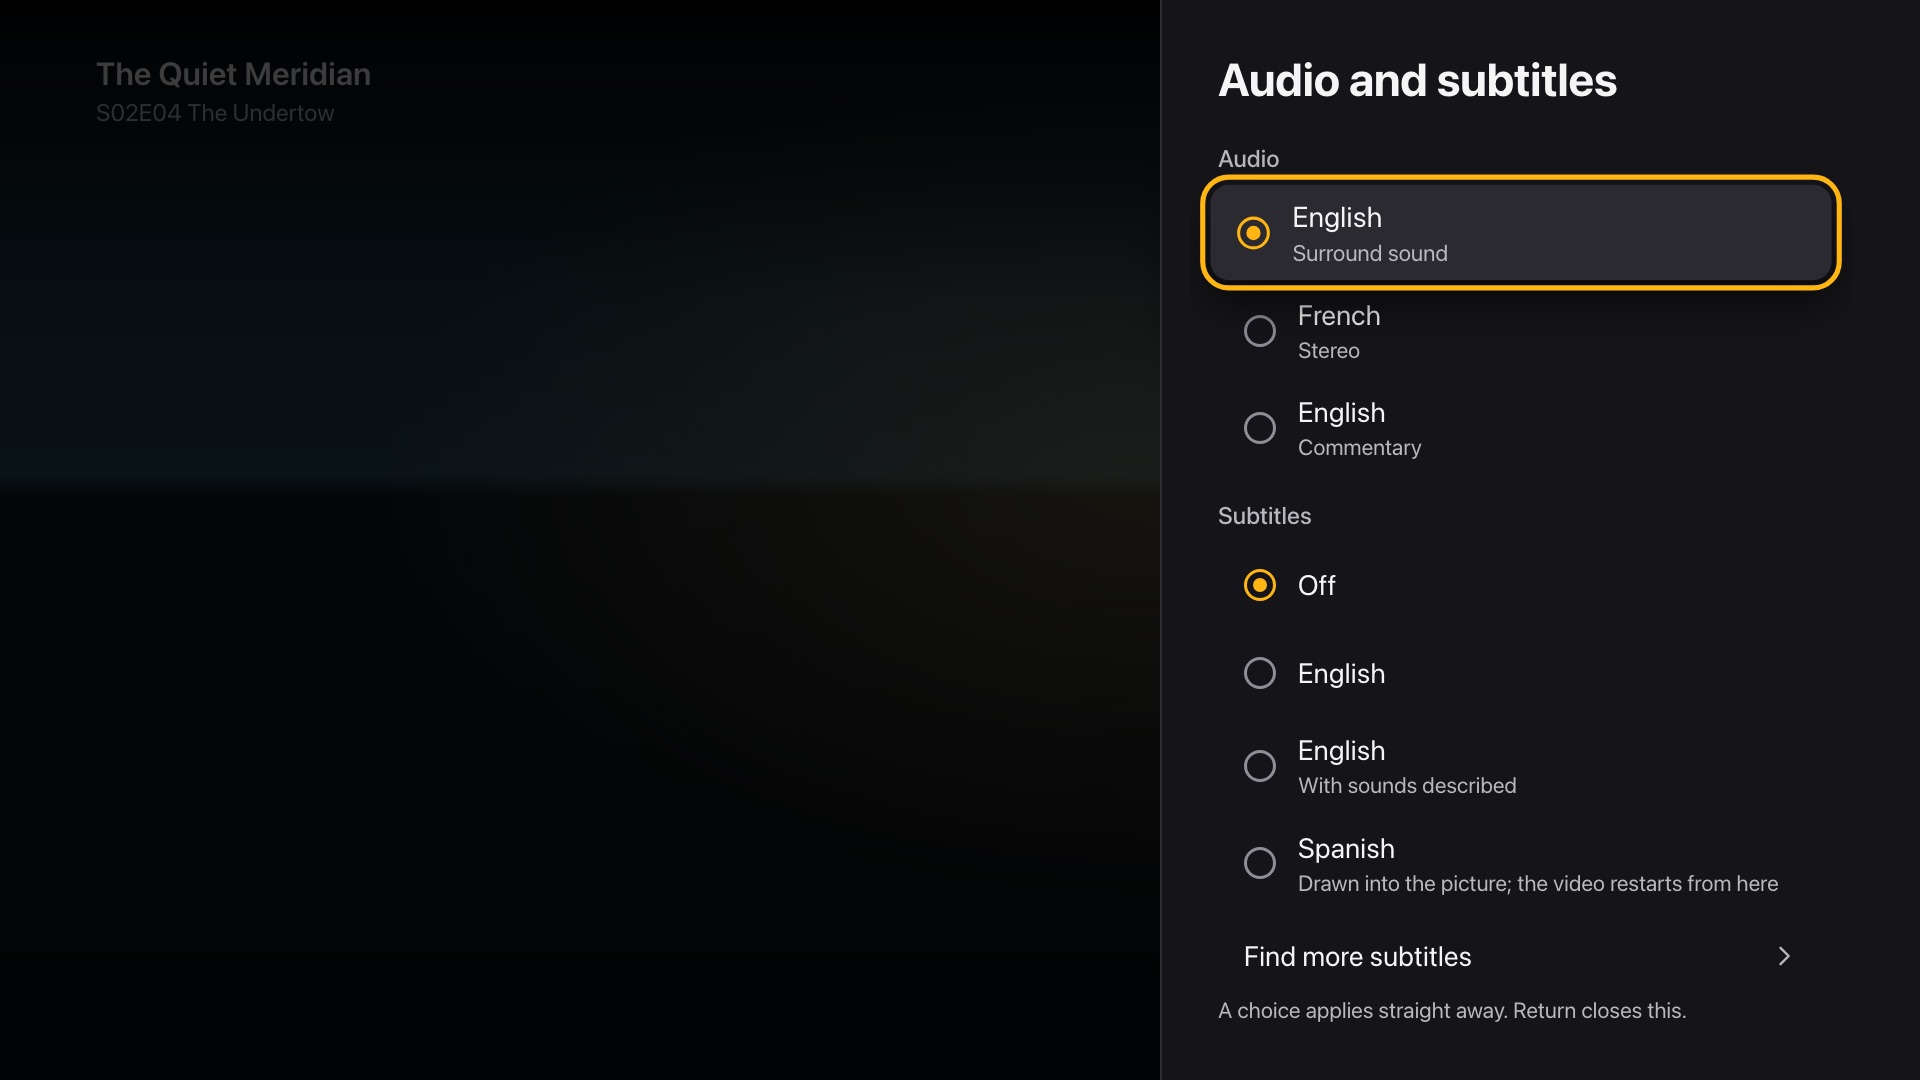 The Quiet Meridian
S02E04 The Undertow
Audio and subtitles
Audio
English
Surround sound
French
Stereo
English
Commentary
Subtitles
Off
English
English
With sounds described
Spanish
Drawn into the picture; the video restarts from here
Find more subtitles
A choice applies straight away. Return closes this.